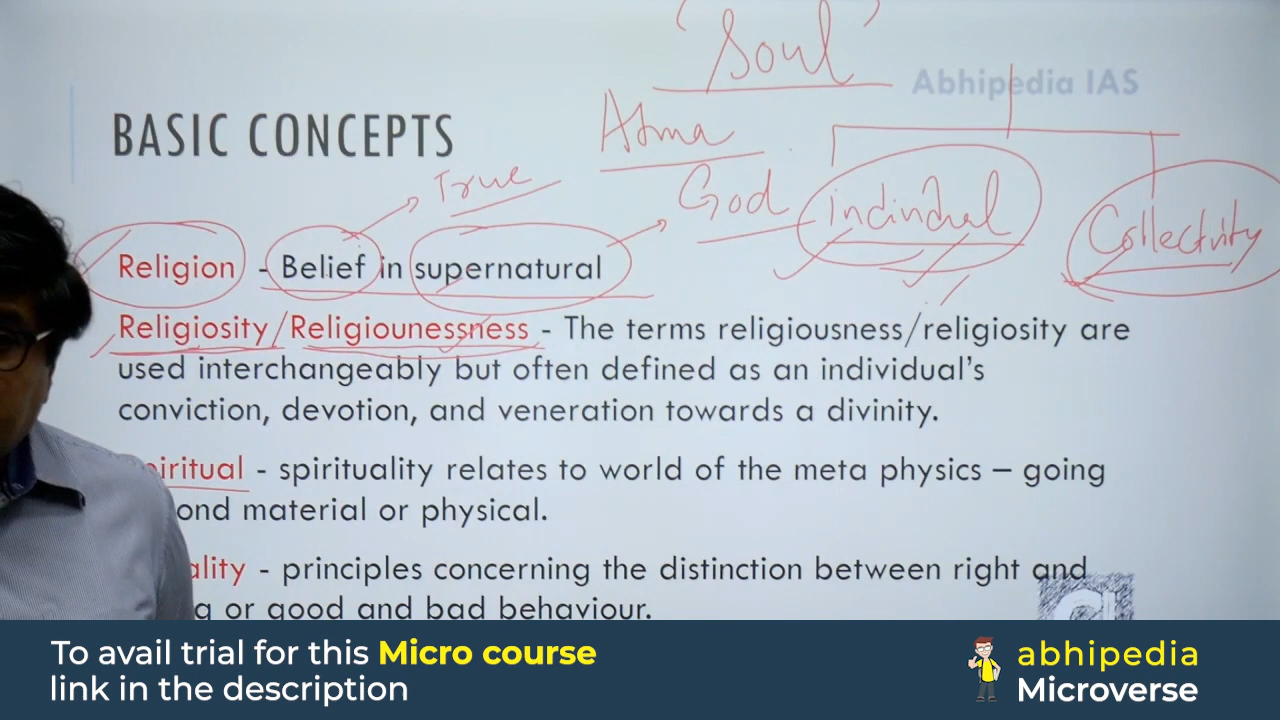 'Soul'
Abhipedia IAS
BASIC CONCEPTS
Atma
True
God
individual
Collectivity
Religion - Belief in supernatural
Religiosity/Religiounessness - The terms religiousness/religiosity are
used interchangeably but often defined as an individual's
conviction, devotion, and veneration towards a divinity.
piritual - spirituality relates to world of the meta physics – going
ond material or physical.
ality - principles concerning the distinction between right and
g or good and bad behaviour.
To avail trial for this Micro course
link in the description
abhipedia
Microverse